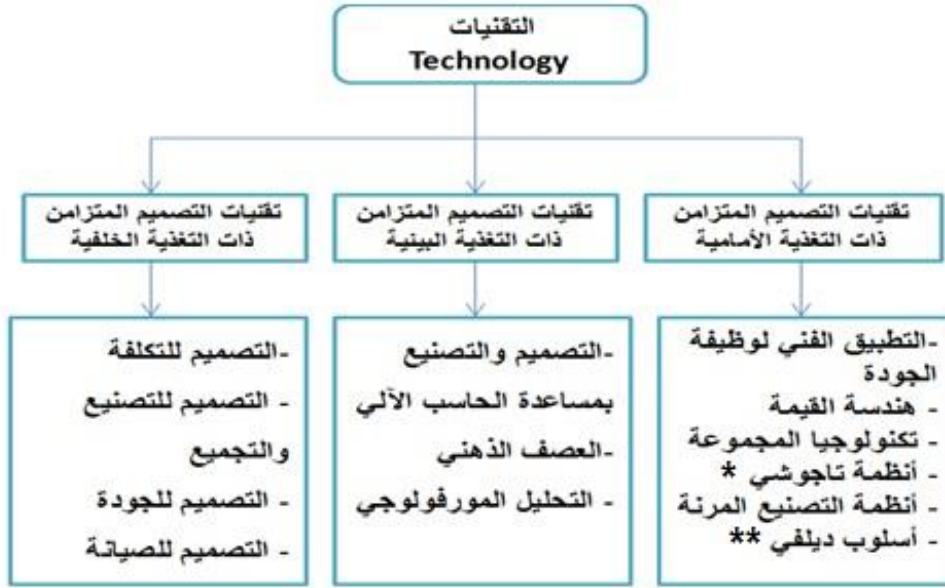 التقنيات
Technology
تقنيات التصميم المتزامن
ذات التغذية الأمامية
تقنيات التصميم المتزامن
ذات التغذية البينية
تقنيات التصميم المتزامن
ذات التغذية الخلفية
-التطبيق الفني لوظيفة
الجودة
- هندسة القيمة
- تكنولوجيا المجموعة
- أنظمة تاجوشي *
- أنظمة التصنيع المرنة
- أسلوب ديلفي **
-التصميم والتصنيع
بمساعدة الحاسب الآلي
-العصف الذهني
- التحليل المورفولوجي
-التصميم للتكلفة
- التصميم للتصنيع
والتجميع
- التصميم للجودة
- التصميم للصيانة